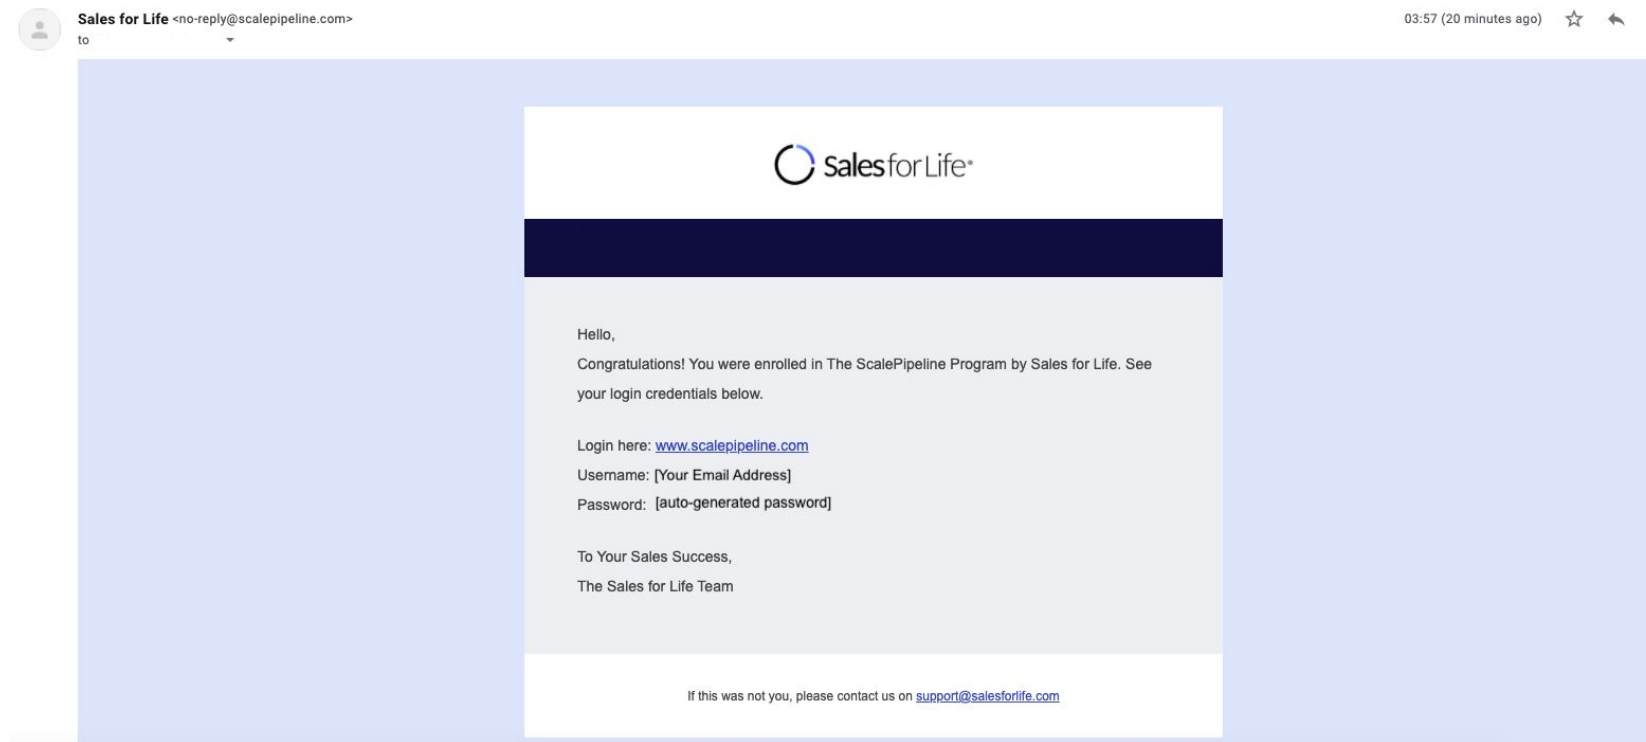 Sales for Life <no-reply@scalepipeline.com>
03:57 (20 minutes ago)
to
Sales for Life®
Hello,
Congratulations! You were enrolled in The ScalePipeline Program by Sales for Life. See
your login credentials below.
Login here: www.scalepipeline.com
Username: [Your Email Address]
Password: [auto-generated password]
To Your Sales Success,
The Sales for Life Team
If this was not you, please contact us on support@salesforlife.com